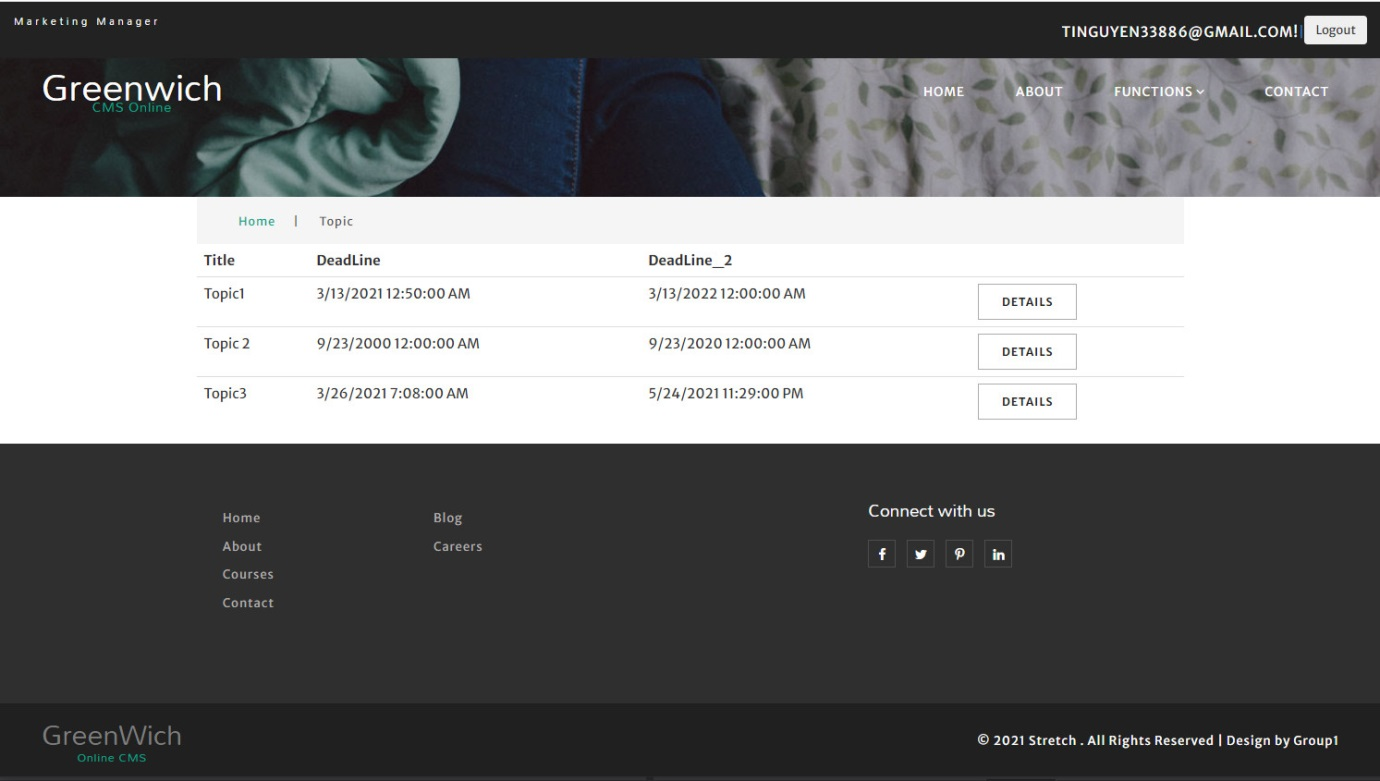 Marketing Manager
TINGUYEN33886@GMAIL.COM!
Logout
Greenwich
CMS Online
HOME ABOUT FUNCTIONS CONTACT
Home | Topic
Title DeadLine DeadLine_2
Topic1 3/13/2021 12:50:00 AM 3/13/2022 12:00:00 AM DETAILS
Topic 2 9/23/2000 12:00:00 AM 9/23/2020 12:00:00 AM DETAILS
Topic3 3/26/2021 7:08:00 AM 5/24/2021 11:29:00 PM DETAILS
Home
About
Courses
Contact
Blog
Careers
Connect with us
GreenWich
Online CMS
© 2021 Stretch . All Rights Reserved | Design by Group1